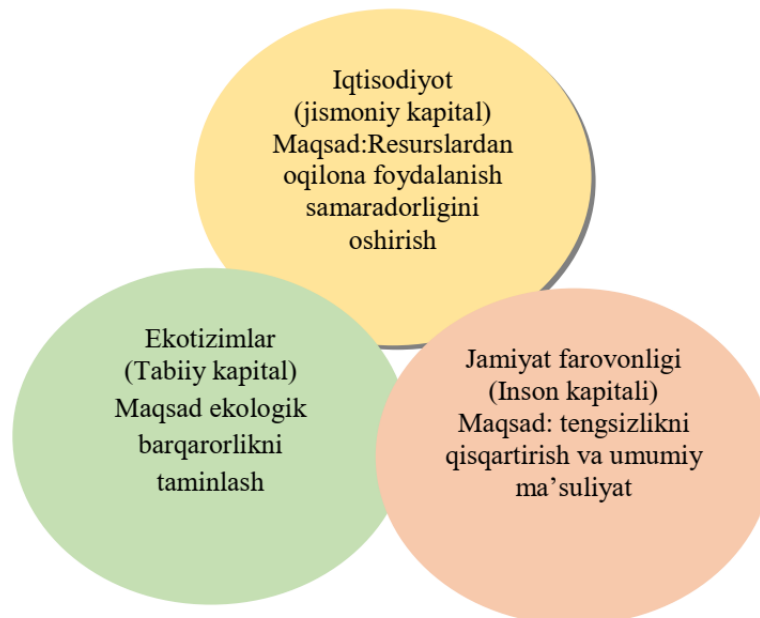 Iqtisodiyot
(jismoniy kapital)
Maqsad:Resurslardan
oqilona foydalanish
samaradorligini
oshirish
Ekotizimlar
(Tabiiy kapital)
Maqsad ekologik
barqarorlikni
taminlash
Jamiyat farovonligi
(Inson kapitali)
Maqsad: tengsizlikni
qisqartirish va umumiy
ma’suliyat